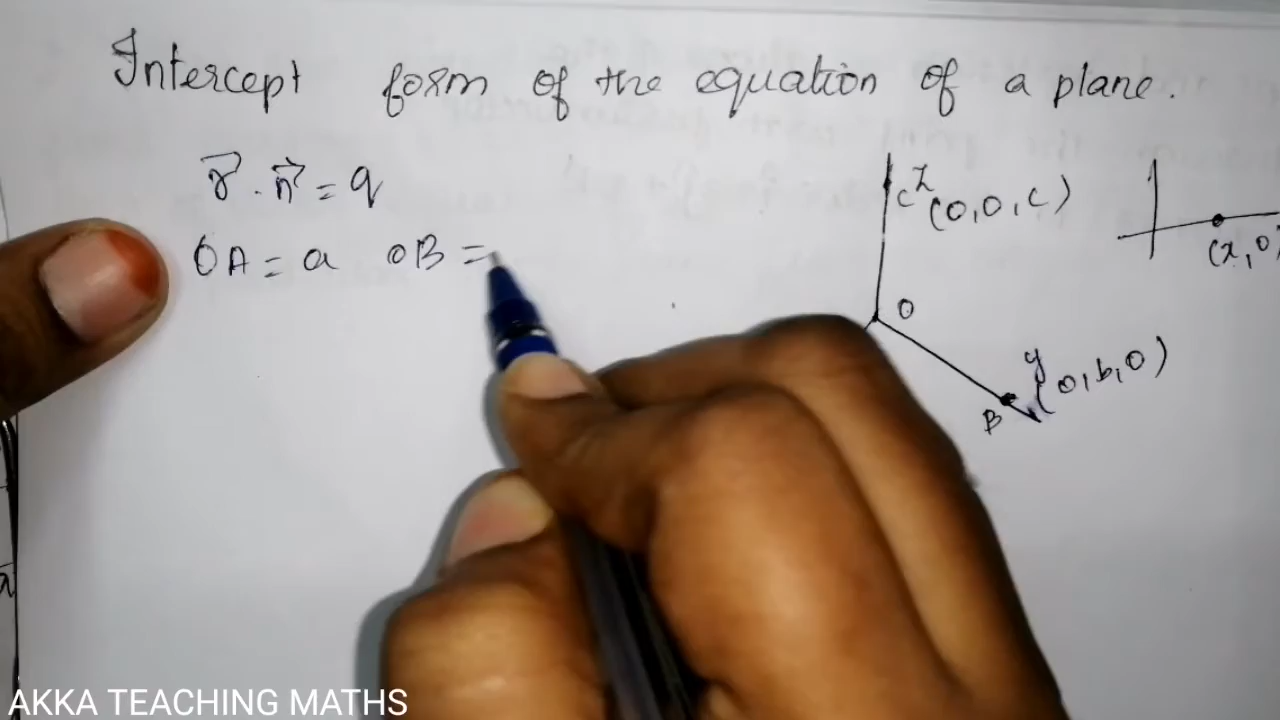 Intercept form of the equation of a plane.
r⃗ . n⃗ = q
OA = a OB =
z
C (0,0,c)
(x,0
O
y
B (0,b,0)
AKKA TEACHING MATHS